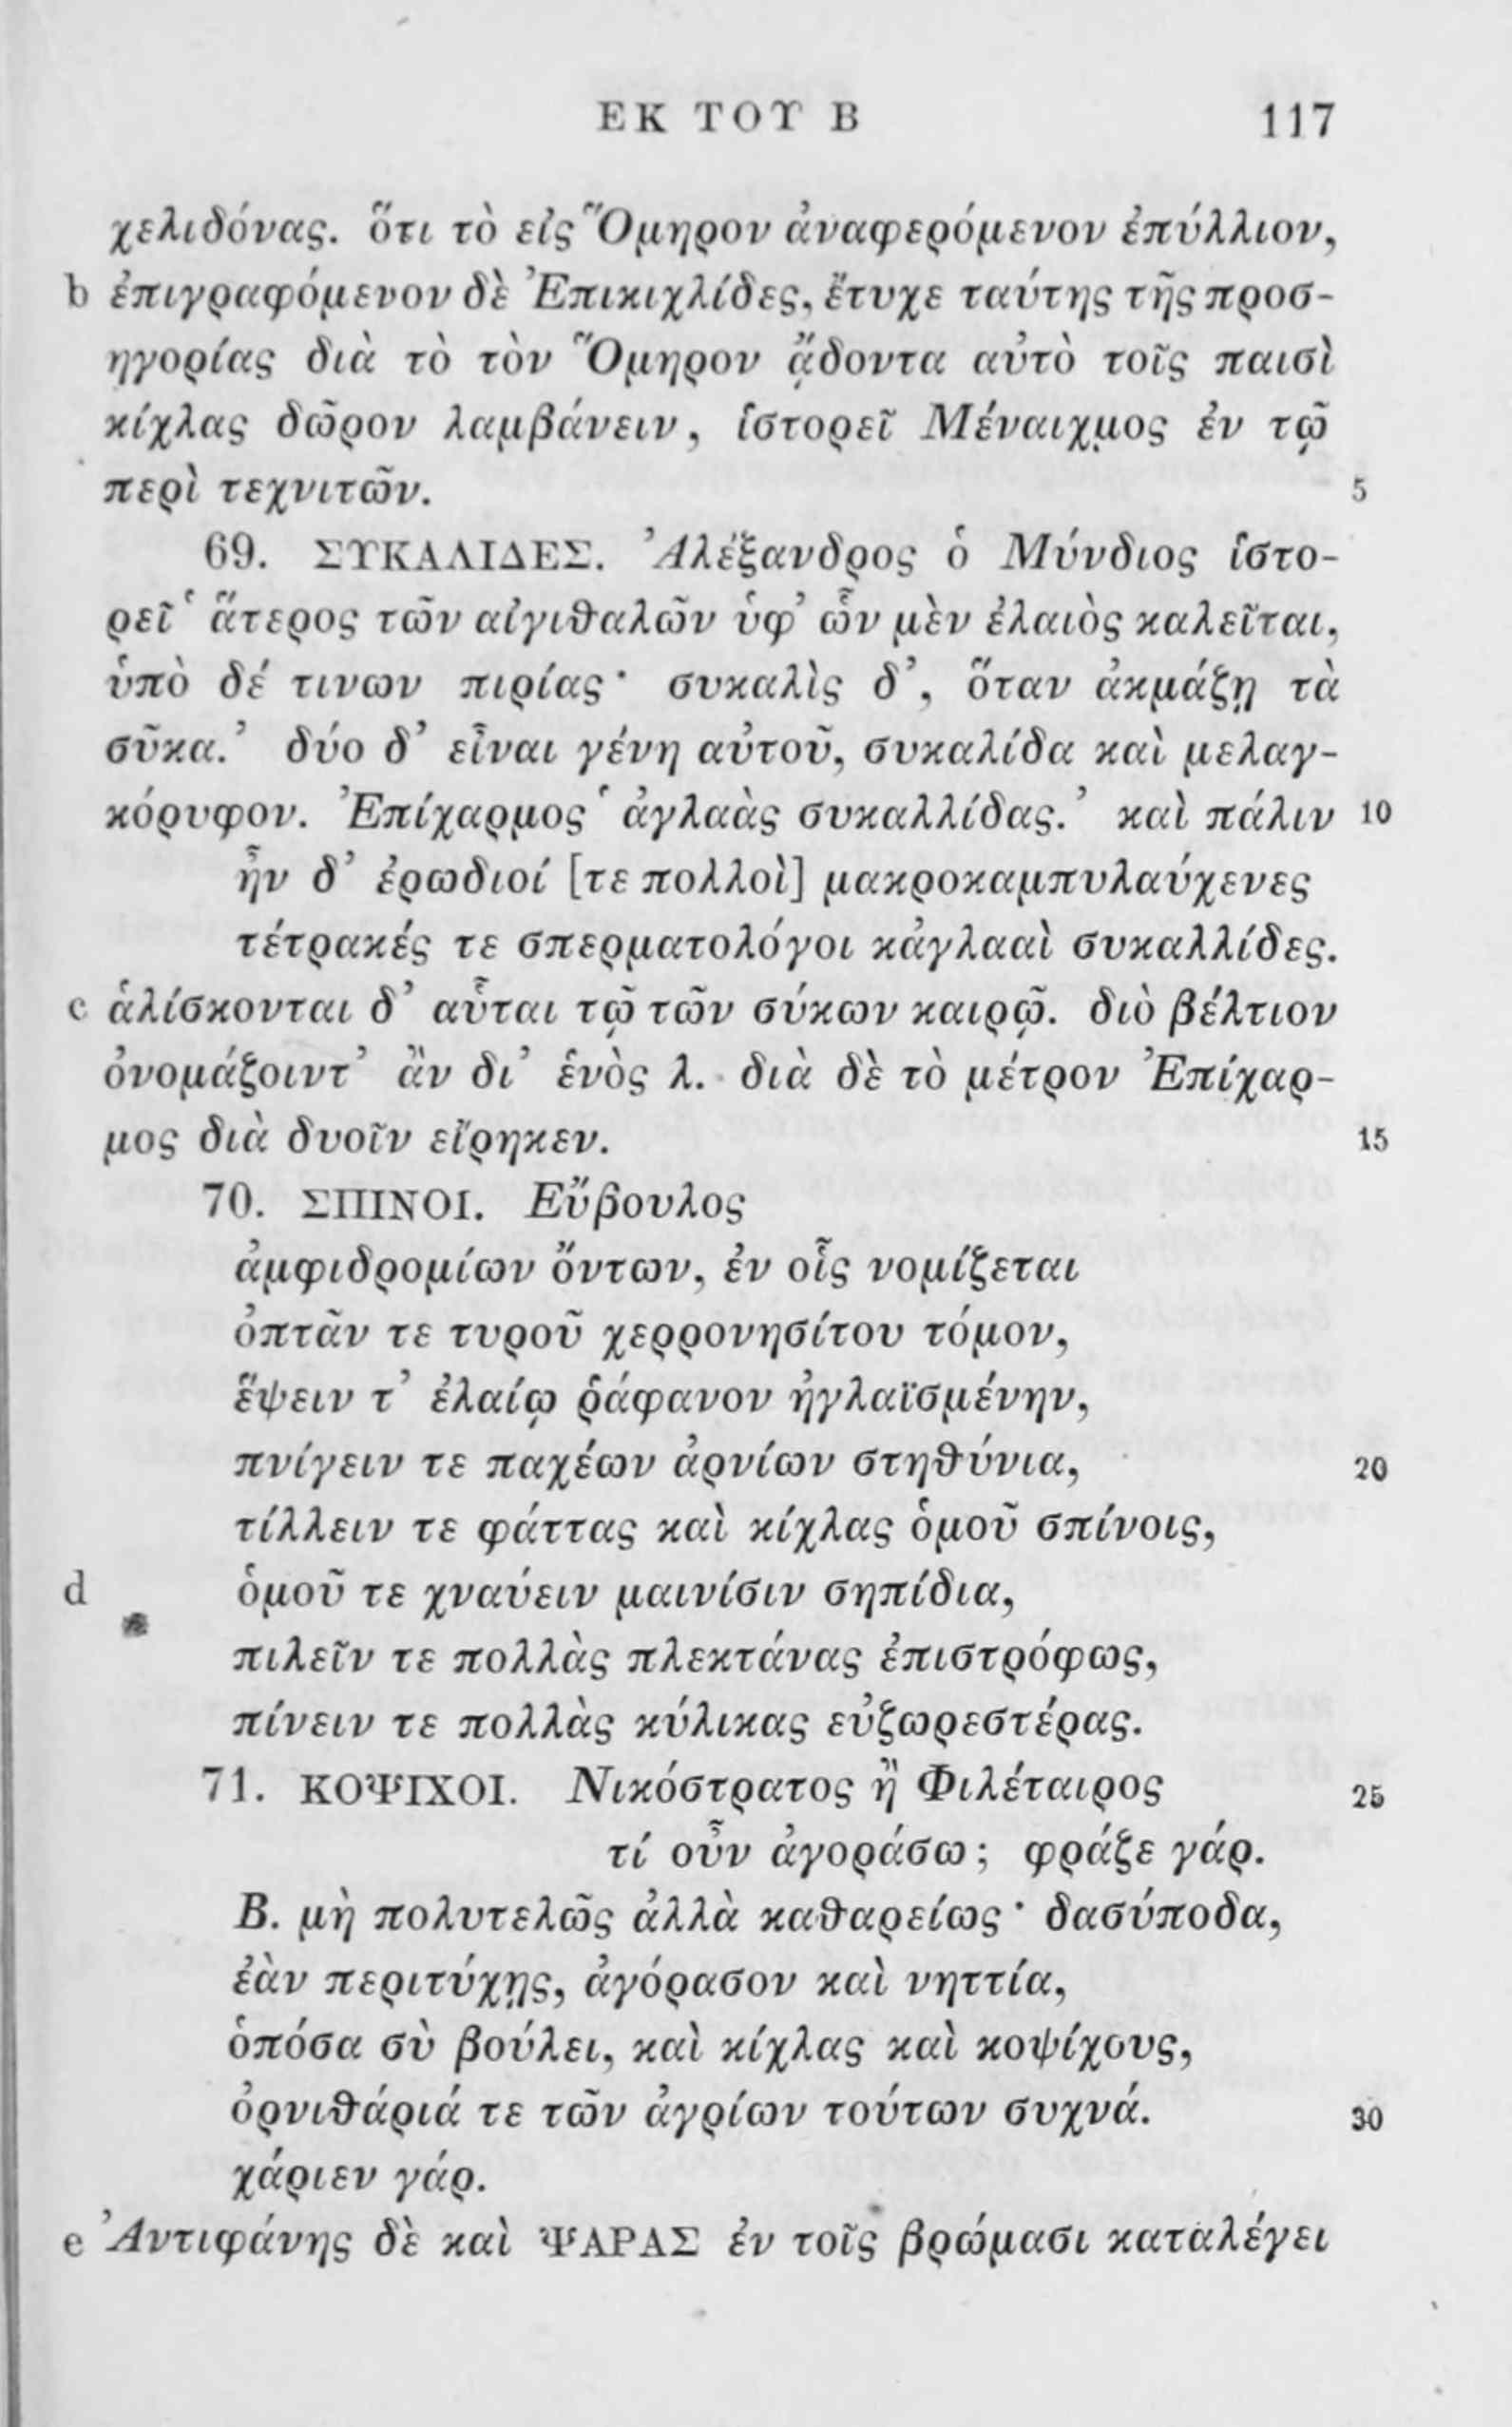 ΕΚ ΤΟΥ Β 117
χελιδόνας. ὅτι τὸ εἰς Ὅμηρον ἀναφερόμενον ἐπύλλιον,
b ἐπιγραφόμενον δὲ Ἐπικιχλίδες, ἔτυχε ταύτης τῆς προσ-
ηγορίας διὰ τὸ τὸν Ὅμηρον ᾄδοντα αὐτὸ τοῖς παισὶ
κίχλας δῶρον λαμβάνειν, ἱστορεῖ Μέναιχμος ἐν τῷ
περὶ τεχνιτῶν. 5
69. ΣΥΚΑΛΙΔΕΣ. Ἀλέξανδρος ὁ Μύνδιος ἱστο-
ρεῖ ‘ ἅτερος τῶν αἰγιθαλῶν ὑφ’ ὧν μὲν ἐλαιὸς καλεῖται,
ὑπὸ δέ τινων πιρίας· συκαλὶς δ’, ὅταν ἀκμάζῃ τὰ
σῦκα.’ δύο δ’ εἶναι γένη αὐτοῦ, συκαλίδα καὶ μελαγ-
κόρυφον. Ἐπίχαρμος ‘ ἀγλαὰς συκαλλίδας.’ καὶ πάλιν 10
ἦν δ’ ἐρωδιοί [τε πολλοὶ] μακροκαμπυλαύχενες
τέτρακές τε σπερματολόγοι κἀγλααὶ συκαλλίδες.
c ἁλίσκονται δ’ αὗται τῷ τῶν σύκων καιρῷ. διὸ βέλτιον
ὀνομάζοιντ’ ἂν δι’ ἑνὸς λ. διὰ δὲ τὸ μέτρον Ἐπίχαρ-
μος διὰ δυοῖν εἴρηκεν. 15
70. ΣΠΙΝΟΙ. Εὔβουλος
ἀμφιδρομίων ὄντων, ἐν οἷς νομίζεται
ὀπτᾶν τε τυροῦ χερρονησίτου τόμον,
ἕψειν τ’ ἐλαίῳ ῥάφανον ἠγλαϊσμένην,
πνίγειν τε παχέων ἀρνίων στηθύνια, 20
τίλλειν τε φάττας καὶ κίχλας ὁμοῦ σπίνοις,
d ὁμοῦ τε χναύειν μαινίσιν σηπίδια,
πιλεῖν τε πολλὰς πλεκτάνας ἐπιστρόφως,
πίνειν τε πολλὰς κύλικας εὐζωρεστέρας.
71. ΚΟΨΙΧΟΙ. Νικόστρατος ἢ Φιλέταιρος 25
τί οὖν ἀγοράσω; φράζε γάρ.
Β. μὴ πολυτελῶς ἀλλὰ καθαρείως· δασύποδα,
ἐὰν περιτύχῃς, ἀγόρασον καὶ νηττία,
ὁπόσα σὺ βούλει, καὶ κίχλας καὶ κοψίχους,
ὀρνιθάριά τε τῶν ἀγρίων τούτων συχνά. 30
χάριεν γάρ.
e Ἀντιφάνης δὲ καὶ ΨΑΡΑΣ ἐν τοῖς βρώμασι καταλέγει